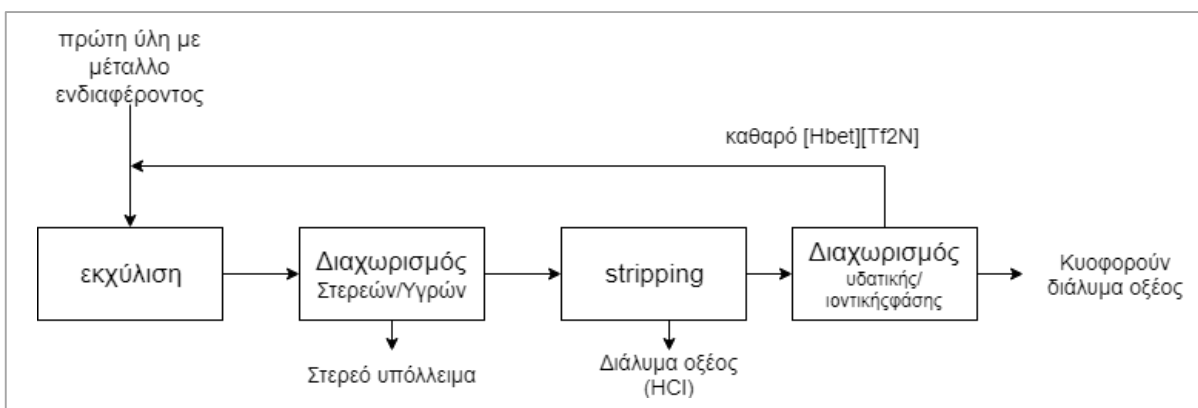 πρώτη ύλη με
μέταλλο
ενδιαφέροντος
καθαρό [Hbet][Tf2N]
εκχύλιση
Διαχωρισμός
Στερεών/Υγρών
stripping
Διαχωρισμός
υδατικής/
ιοντικήςφάσης
Κυοφορούν
διάλυμα οξέος
Στερεό υπόλλειμα
Διάλυμα οξέος
(HCl)